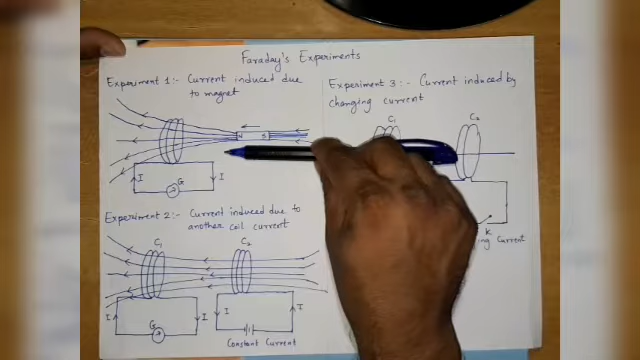 Faraday's Experiments
Experiment 1:- Current induced due
to magnet
N S
I G I
Experiment 2:- Current induced due to
another coil current
C₁ C₂
I G I I I
Constant Current
Experiment 3:- Current induced by
changing current
C₁ C₂
K
ing Current